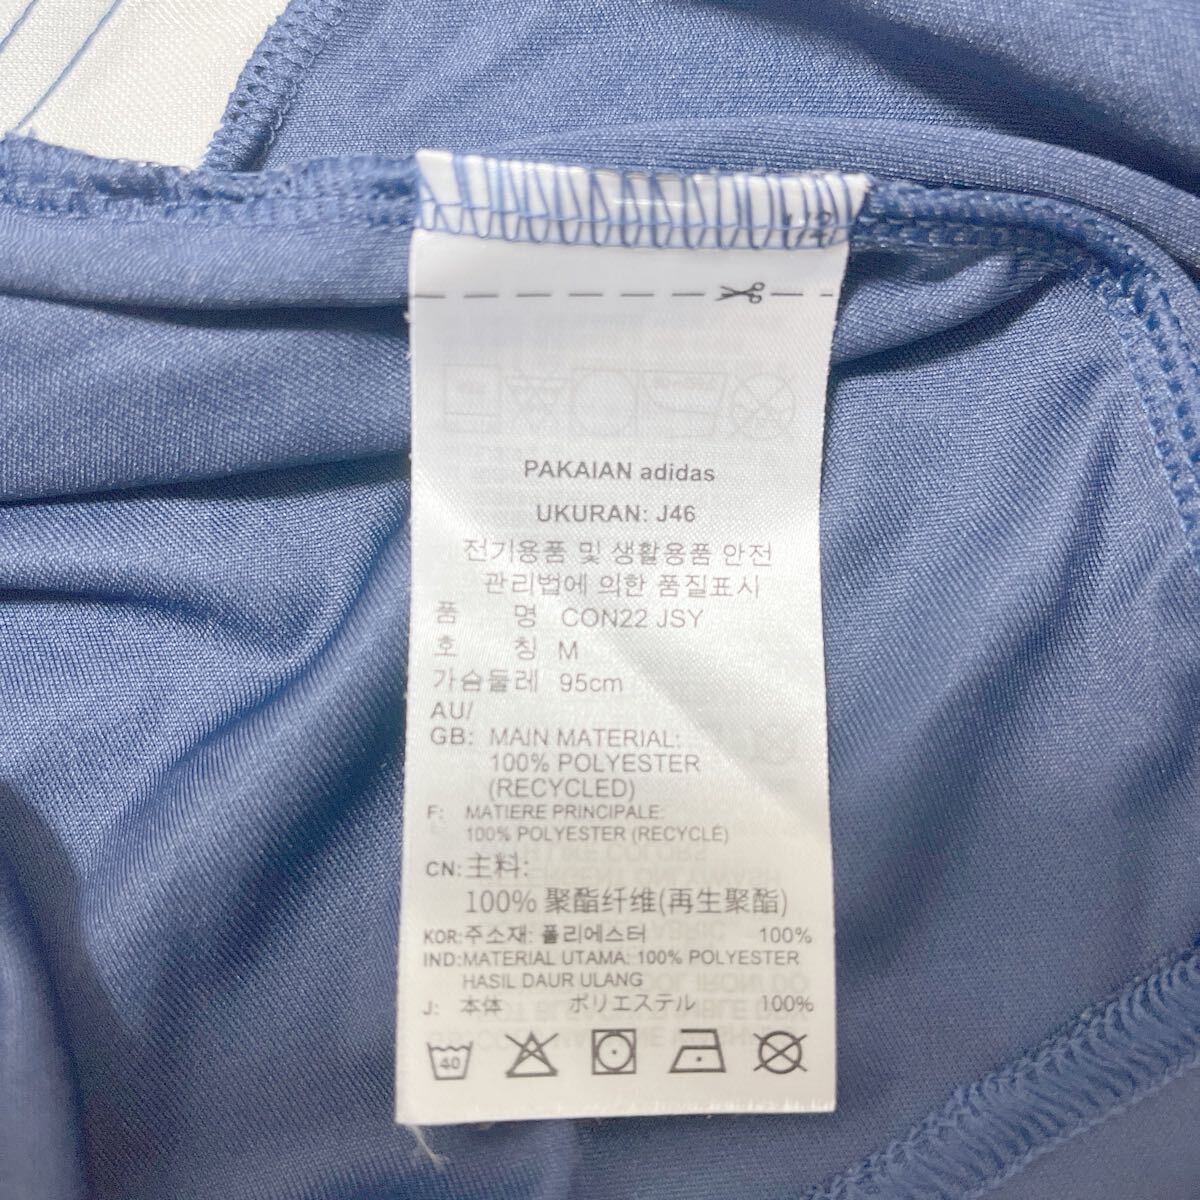 1/2
PAKAIAN adidas
UKURAN: J46
전기용품 및 생활용품 안전
관리법에 의한 품질표시
품 명 CON22 JSY
호 칭 M
가슴둘레 95cm
AU/
GB: MAIN MATERIAL:
100% POLYESTER
(RECYCLED)
F: MATIERE PRINCIPALE:
100% POLYESTER (RECYCLÉ)
CN: 主料:
100% 聚酯纤维(再生聚酯)
KOR: 주소재: 폴리에스터 100%
IND: MATERIAL UTAMA: 100% POLYESTER
HASIL DAUR ULANG
J: 本体 ポリエステル 100%
40